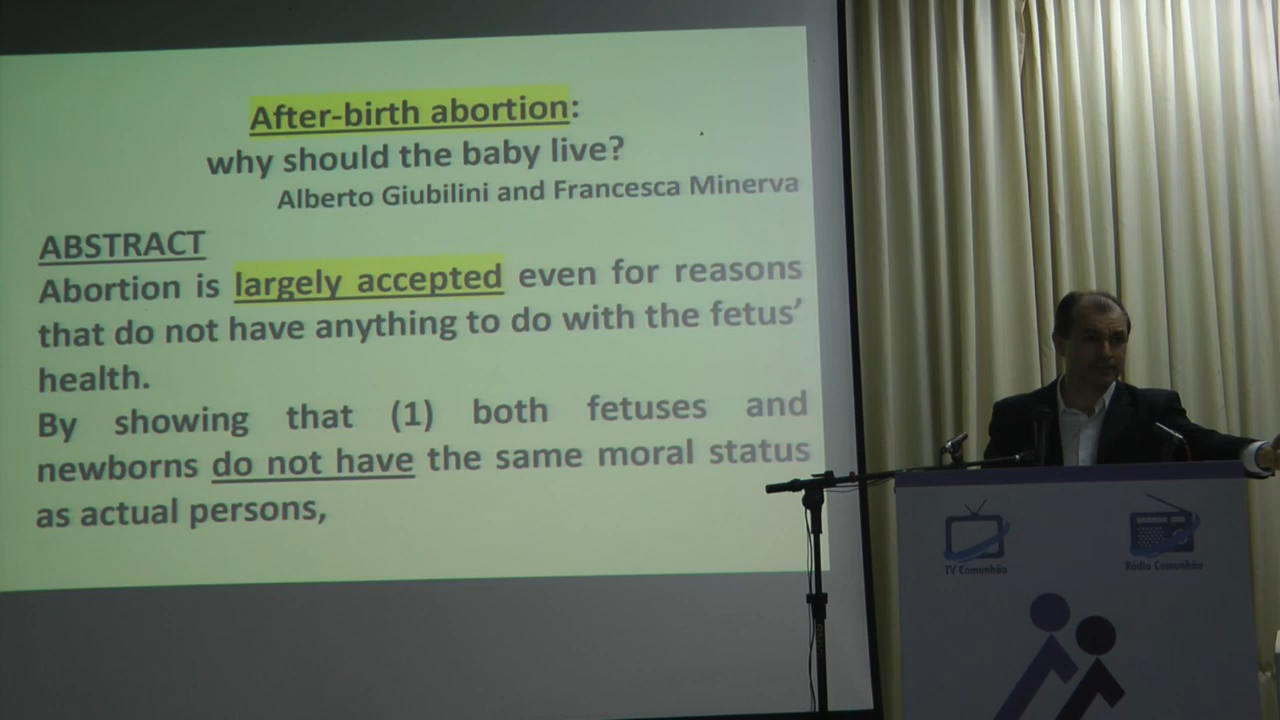 After-birth abortion:
why should the baby live?
Alberto Giubilini and Francesca Minerva
ABSTRACT
Abortion is largely accepted even for reasons
that do not have anything to do with the fetus'
health.
By showing that (1) both fetuses and
newborns do not have the same moral status
as actual persons,
TV Comunhão
Rádio Comunhão